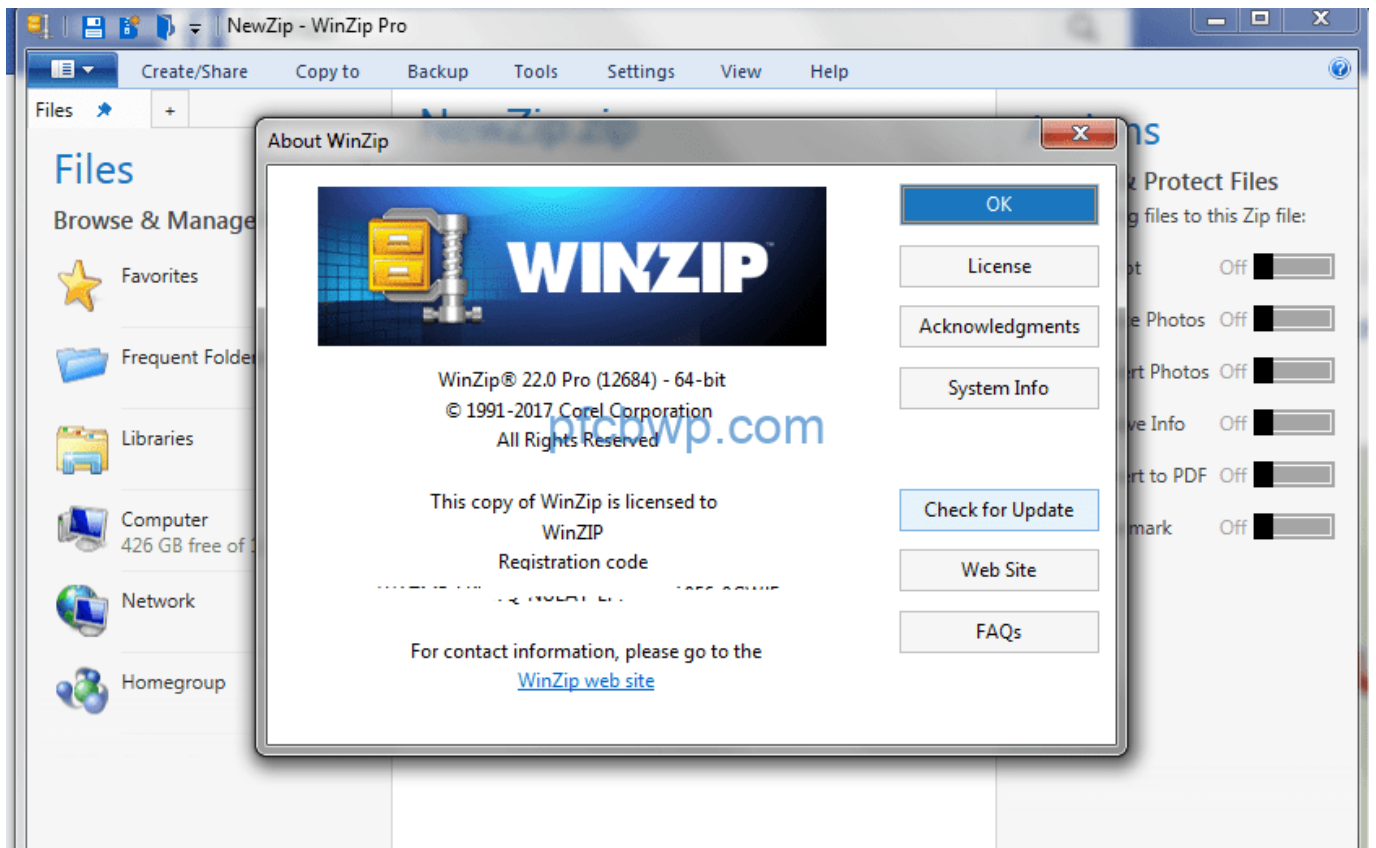 NewZip - WinZip Pro
Create/Share Copy to Backup Tools Settings View Help
Files +
NewZip.zip
Files
Browse & Manage
Favorites
Frequent Folder
Libraries
Computer
426 GB free of
Network
Homegroup
About WinZip
WINZIP
WinZip® 22.0 Pro (12684) - 64-bit
© 1991-2017 Corel Corporation
All Rights Reserved
pfcbwp.com
This copy of WinZip is licensed to
WinZIP
Registration code
For contact information, please go to the
WinZip web site
OK
License
Acknowledgments
System Info
Check for Update
Web Site
FAQs
Protect Files
files to this Zip file:
Off
Photos Off
Photos Off
Info Off
to PDF Off
Off